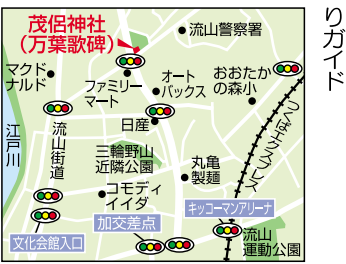 りガイド
茂侶神社
(万葉歌碑)
流山警察署
マクド
ナルド
ファミリー
マート
オート
バックス
おおたか
の森小
日産
つくばエクスプレス
江戸川
流山街道
三輪野山
近隣公園
丸亀
製麺
コモディ
イイダ
キッコーマンアリーナ
加交差点
文化会館入口
流山
運動公園